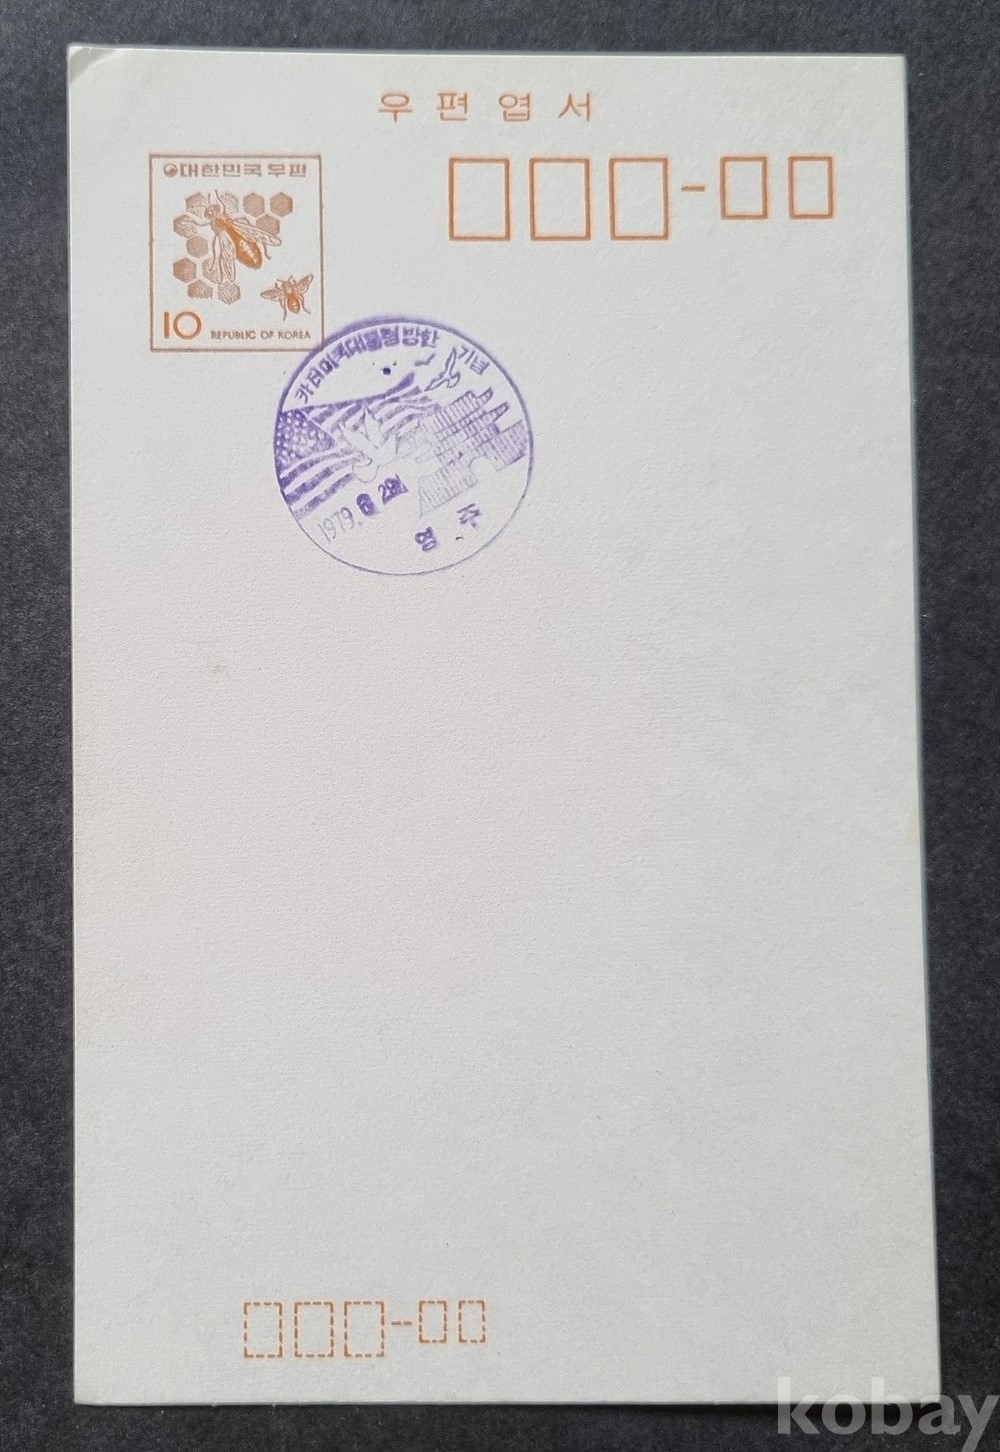 우편엽서
대한민국우편
10 REPUBLIC OF KOREA
카터미국대통령방한 기념
1979. 6. 29
영주
kobay